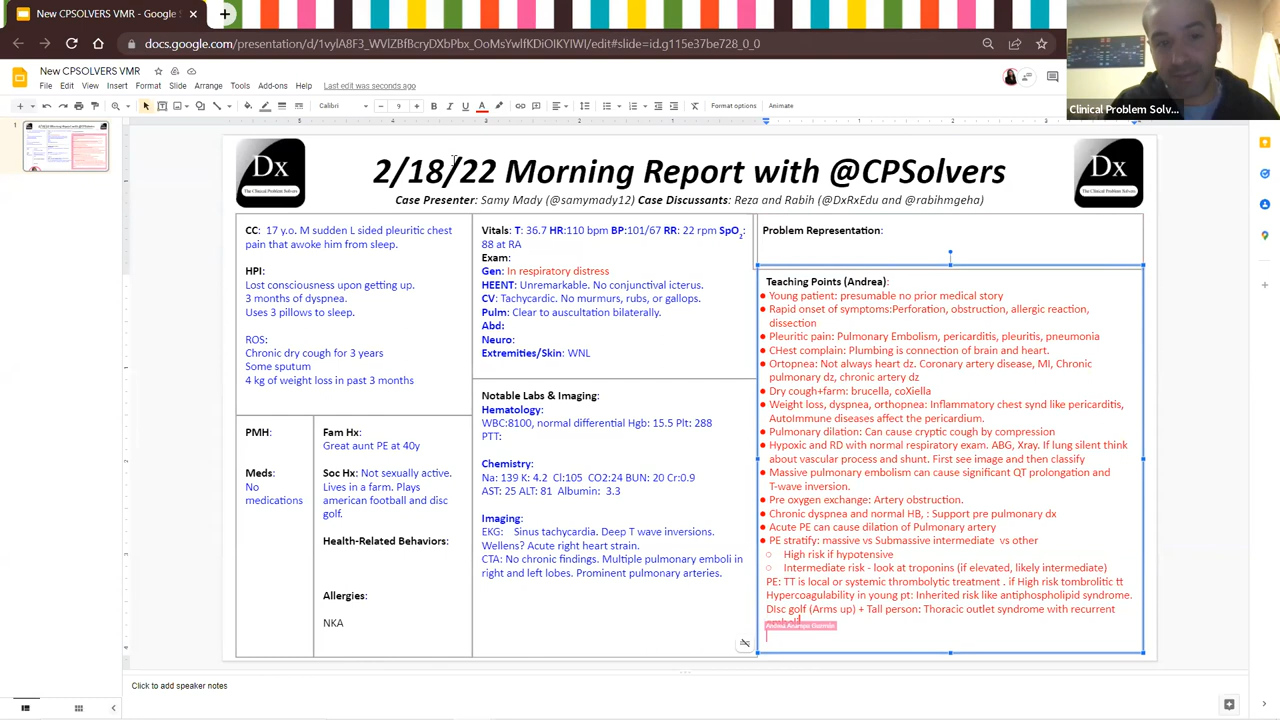 New CPSOLVERS VMR - Google
docs.google.com/presentation/d/1vylA8F3_WVlZBfBcryDXbPbx_OoMsYwlfKDiOlKYIWI/edit#slide=id.g115e37be728_0_0
New CPSOLVERS VMR
File Edit View Insert Format Slide Arrange Tools Add-ons Help Last edit was seconds ago
Calibri 9 Format options Animate
Clinical Problem Solv...
Dx
The Clinical Problem Solvers
2/18/22 Morning Report with @CPSolvers
Case Presenter: Samy Mady (@samymady12) Case Discussants: Reza and Rabih (@DxRxEdu and @rabihmgeha)
Dx
The Clinical Problem Solvers
CC: 17 y.o. M sudden L sided pleuritic chest
pain that awoke him from sleep.
HPI:
Lost consciousness upon getting up.
3 months of dyspnea.
Uses 3 pillows to sleep.
ROS:
Chronic dry cough for 3 years
Some sputum
4 kg of weight loss in past 3 months
PMH:
Meds:
No
medications
Fam Hx:
Great aunt PE at 40y
Soc Hx: Not sexually active.
Lives in a farm. Plays
american football and disc
golf.
Health-Related Behaviors:
Allergies:
NKA
Vitals: T: 36.7 HR:110 bpm BP:101/67 RR: 22 rpm SpO2:
88 at RA
Exam:
Gen: In respiratory distress
HEENT: Unremarkable. No conjunctival icterus.
CV: Tachycardic. No murmurs, rubs, or gallops.
Pulm: Clear to auscultation bilaterally.
Abd:
Neuro:
Extremities/Skin: WNL
Notable Labs & Imaging:
Hematology:
WBC:8100, normal differential Hgb: 15.5 Plt: 288
PTT:
Chemistry:
Na: 139 K: 4.2 Cl:105 CO2:24 BUN: 20 Cr:0.9
AST: 25 ALT: 81 Albumin: 3.3
Imaging:
EKG: Sinus tachycardia. Deep T wave inversions.
Wellens? Acute right heart strain.
CTA: No chronic findings. Multiple pulmonary emboli in
right and left lobes. Prominent pulmonary arteries.
Problem Representation:
Teaching Points (Andrea):
● Young patient: presumable no prior medical story
● Rapid onset of symptoms:Perforation, obstruction, allergic reaction,
dissection
● Pleuritic pain: Pulmonary Embolism, pericarditis, pleuritis, pneumonia
● CHest complain: Plumbing is connection of brain and heart.
● Ortopnea: Not always heart dz. Coronary artery disease, MI, Chronic
pulmonary dz, chronic artery dz
● Dry cough+farm: brucella, coXiella
● Weight loss, dyspnea, orthopnea: Inflammatory chest synd like pericarditis,
AutoImmune diseases affect the pericardium.
● Pulmonary dilation: Can cause cryptic cough by compression
● Hypoxic and RD with normal respiratory exam. ABG, Xray. If lung silent think
about vascular process and shunt. First see image and then classify
● Massive pulmonary embolism can cause significant QT prolongation and
T-wave inversion.
● Pre oxygen exchange: Artery obstruction.
● Chronic dyspnea and normal HB, : Support pre pulmonary dx
● Acute PE can cause dilation of Pulmonary artery
● PE stratify: massive vs Submassive intermediate vs other
○ High risk if hypotensive
○ Intermediate risk - look at troponins (if elevated, likely intermediate)
PE: TT is local or systemic thrombolytic treatment . if High risk tombrolitic tt
Hypercoagulability in young pt: Inherited risk like antiphospholipid syndrome.
DIsc golf (Arms up) + Tall person: Thoracic outlet syndrome with recurrent
Click to add speaker notes